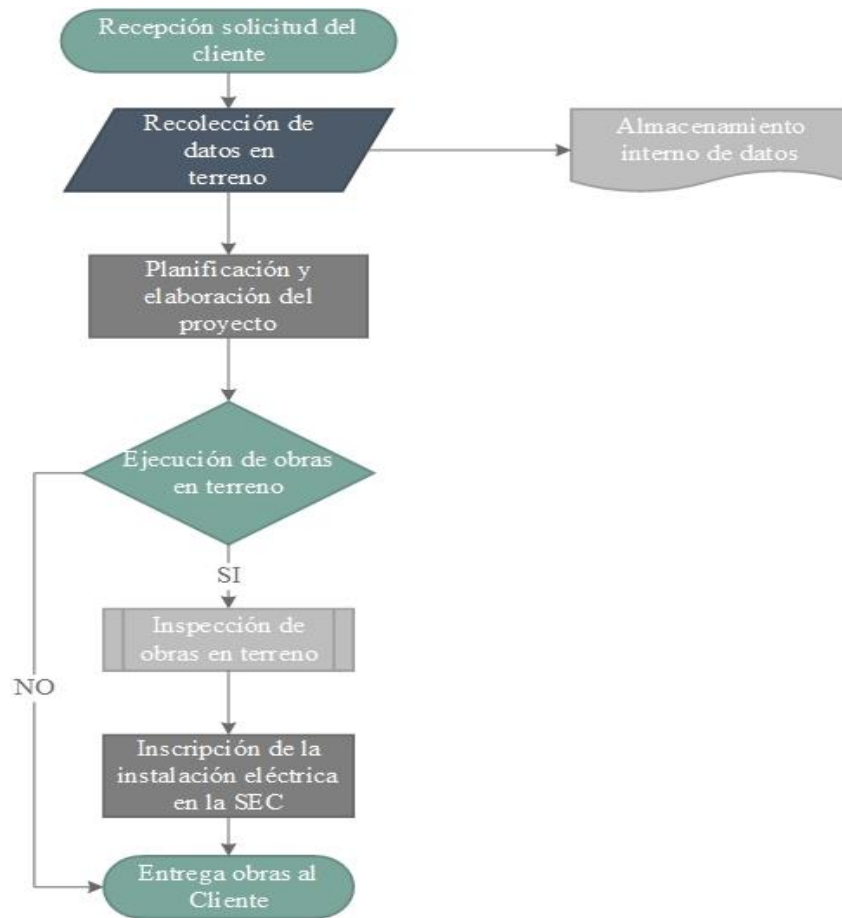 Recepción solicitud del
cliente
Recolección de
datos en
terreno
Almacenamiento
interno de datos
Planificación y
elaboración del
proyecto
Ejecución de obras
en terreno
SI
Inspección de
obras en terreno
NO
Inscripción de la
instalación eléctrica
en la SEC
Entrega obras al
Cliente